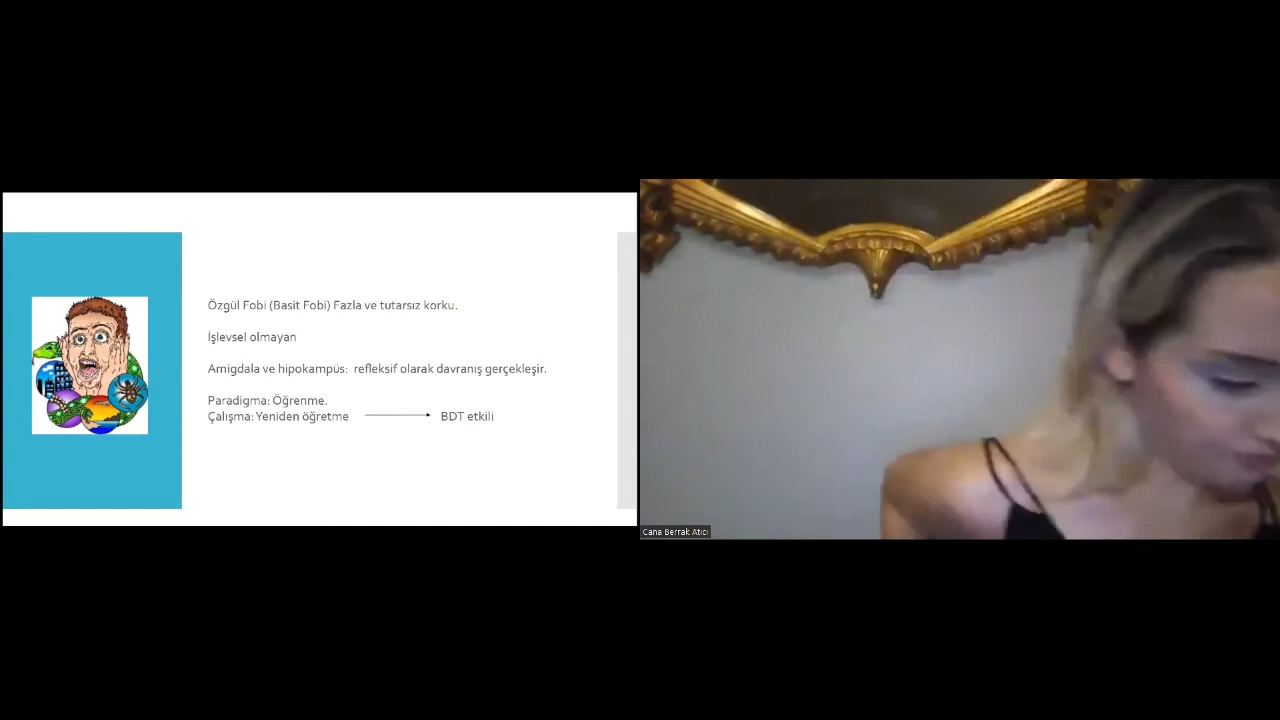 Özgül Fobi (Basit Fobi) Fazla ve tutarsız korku.
İşlevsel olmayan
Amigdala ve hipokampüs:  refleksif olarak davranış gerçekleşir.
Paradigma: Öğrenme.
Çalışma: Yeniden öğretme → BDT etkili
Cana Berrak Atıcı